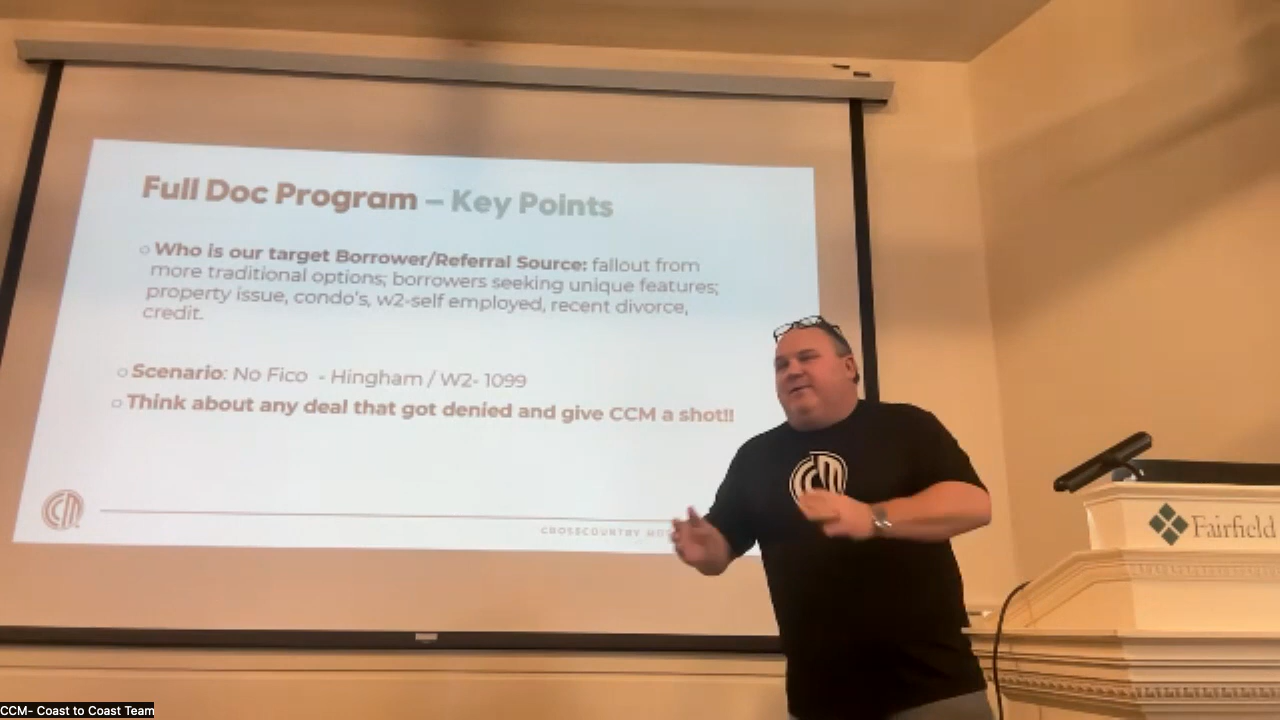 Full Doc Program – Key Points
○ Who is our target Borrower/Referral Source: fallout from
more traditional options; borrowers seeking unique features;
property issue, condo's, w2-self employed, recent divorce,
credit.
○ Scenario: No Fico - Hingham / W2- 1099
○ Think about any deal that got denied and give CCM a shot!!
CM
CROSSCOUNTRY
CCM
Fairfield
CCM- Coast to Coast Team